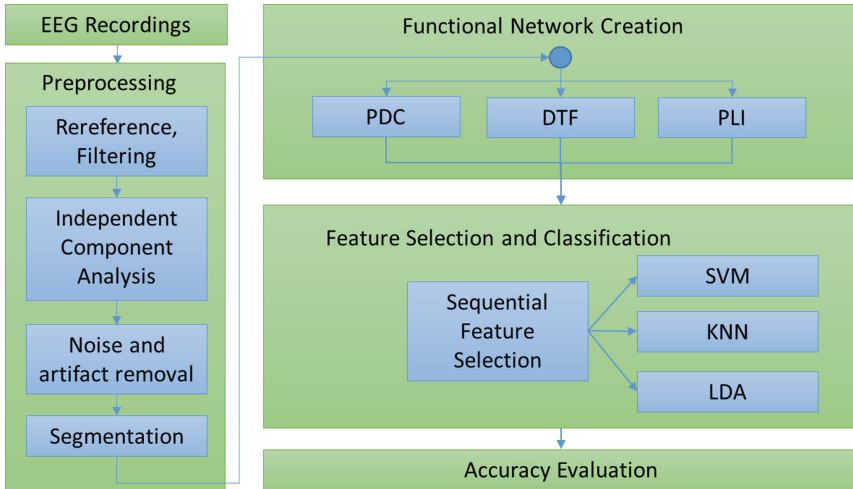 EEG Recordings
Preprocessing
Rereference,
Filtering
Independent
Component
Analysis
Noise and
artifact removal
Segmentation
Functional Network Creation
PDC
DTF
PLI
Feature Selection and Classification
Sequential
Feature
Selection
SVM
KNN
LDA
Accuracy Evaluation